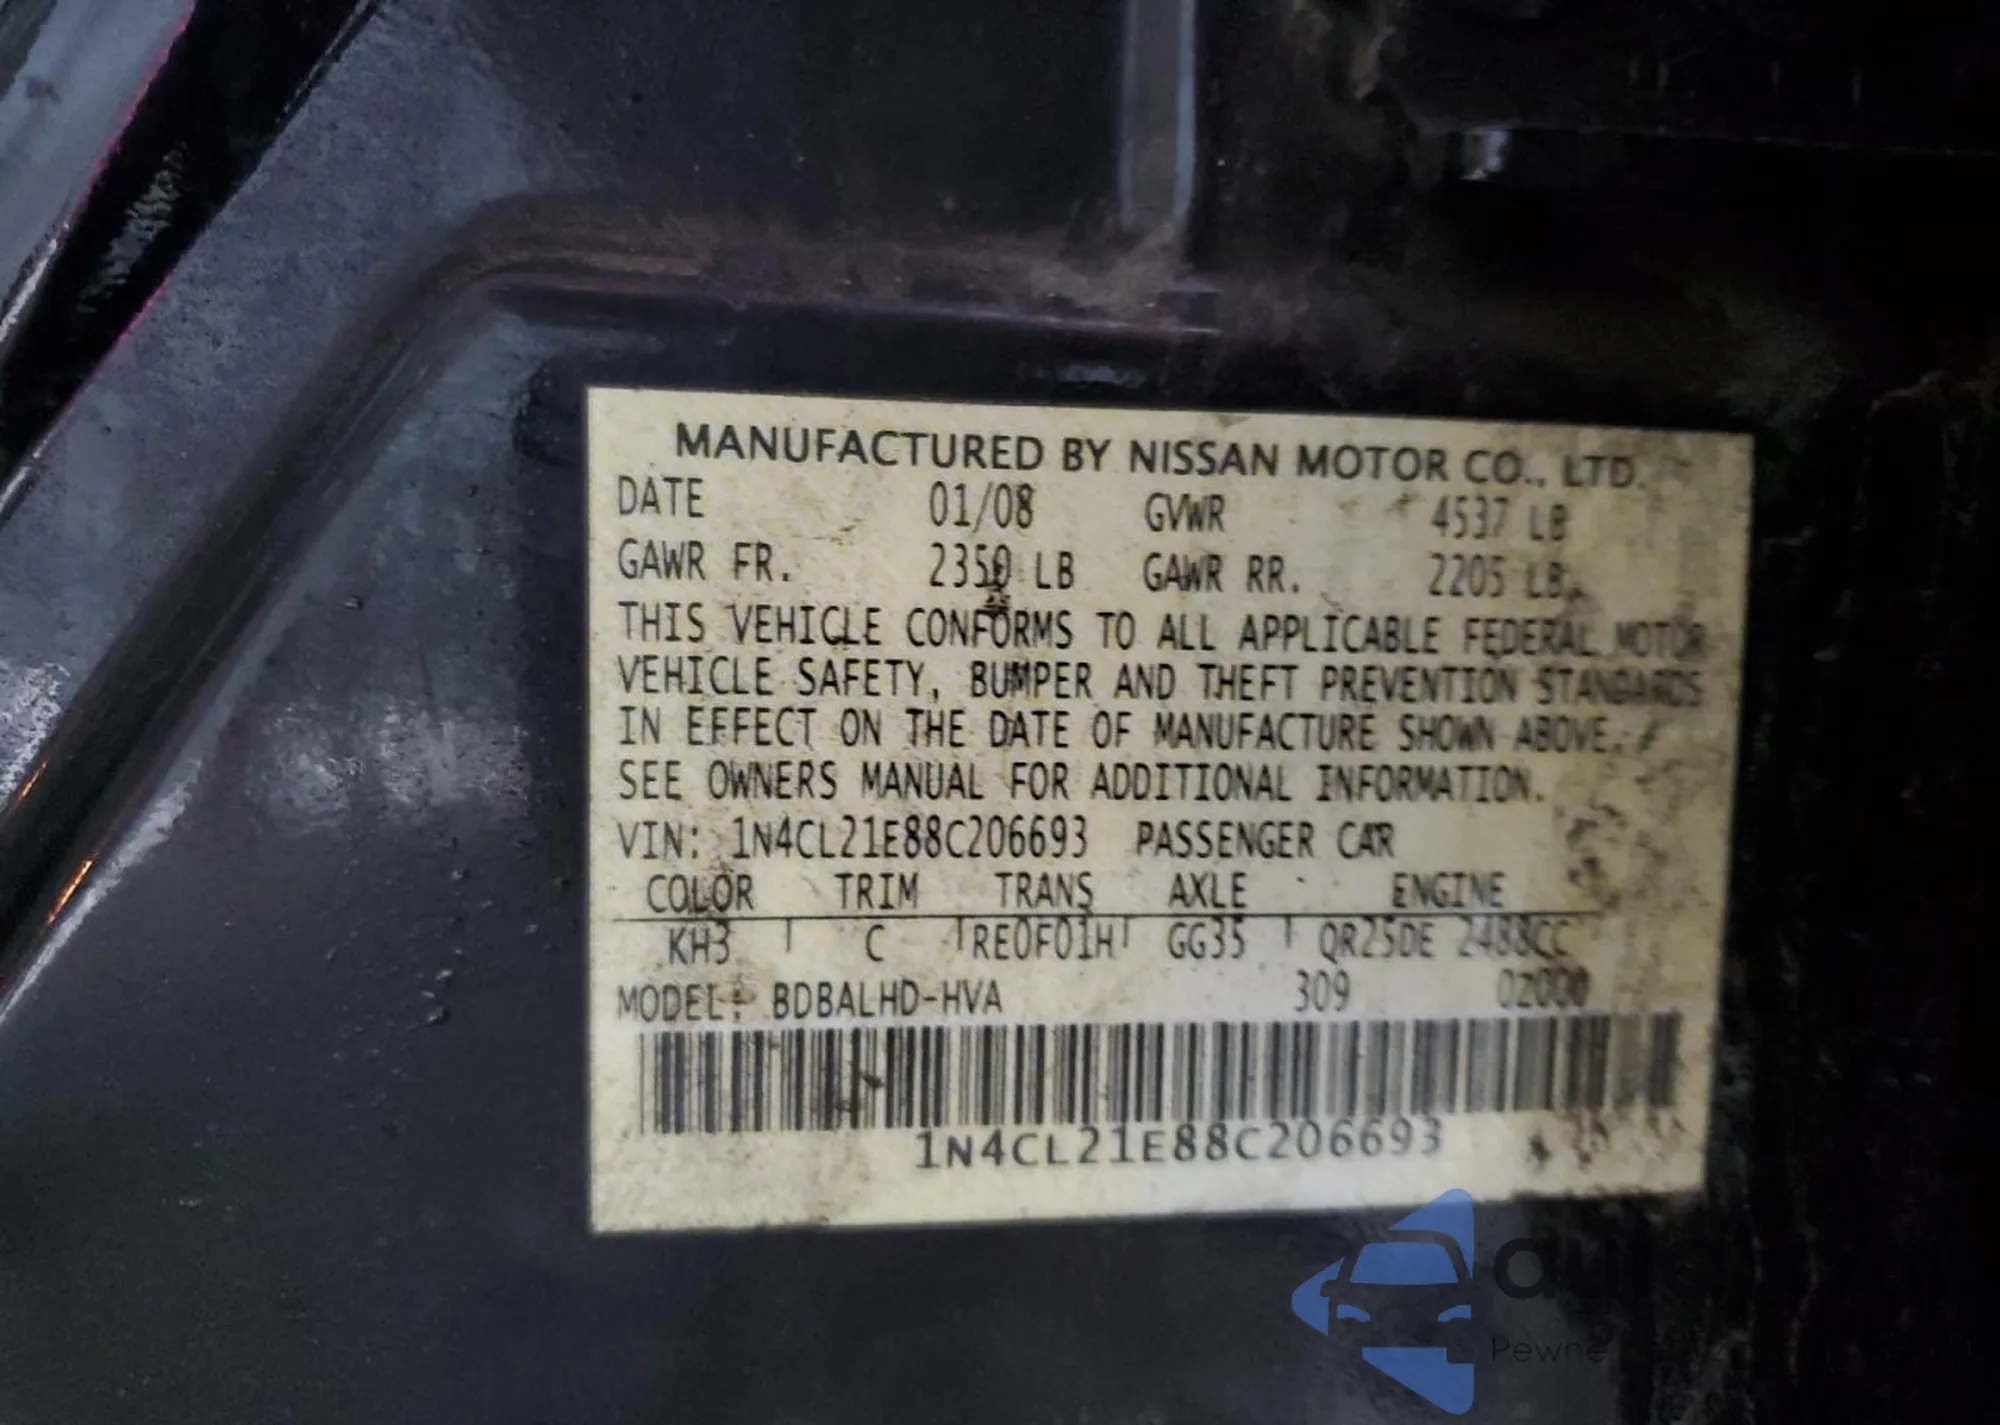 MANUFACTURED BY NISSAN MOTOR CO., LTD.
DATE 01/08 GVWR 4537 LB
GAWR FR. 2350 LB GAWR RR. 2205 LB
THIS VEHICLE CONFORMS TO ALL APPLICABLE FEDERAL MOTOR
VEHICLE SAFETY, BUMPER AND THEFT PREVENTION STANDARDS
IN EFFECT ON THE DATE OF MANUFACTURE SHOWN ABOVE.
SEE OWNERS MANUAL FOR ADDITIONAL INFORMATION.
VIN: 1N4CL21E88C206693 PASSENGER CAR
COLOR TRIM TRANS AXLE ENGINE
KH3 C RE0F01H GG35 QR25DE 2488CC
MODEL: BDBALHD-HVA 309 02000
1N4CL21E88C206693
Pewne